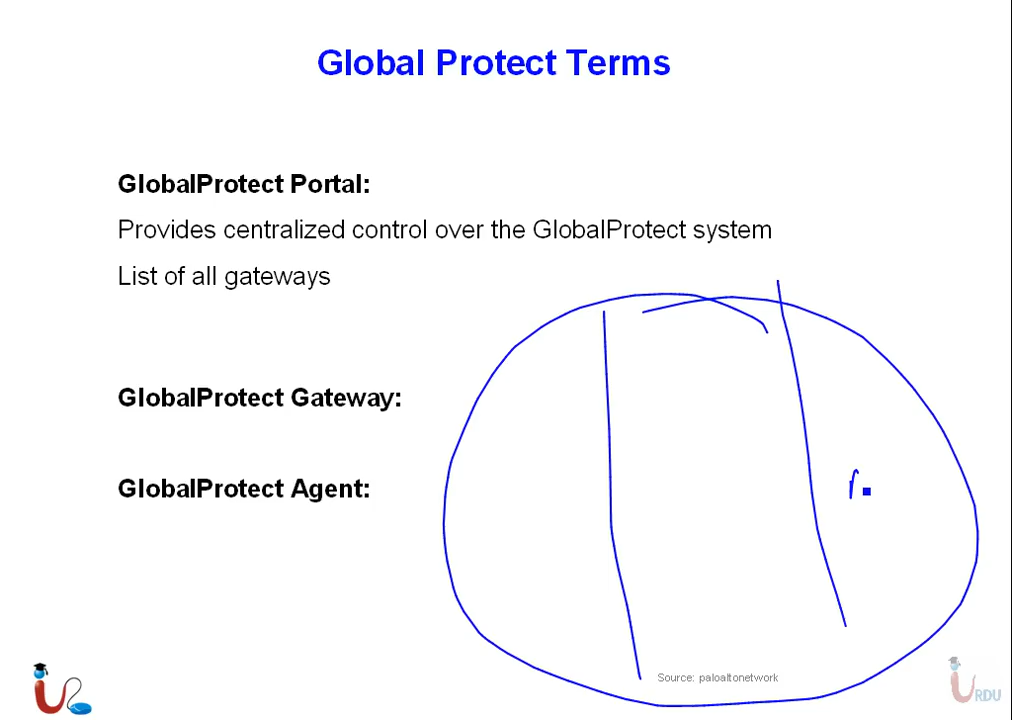 Global Protect Terms
GlobalProtect Portal:
Provides centralized control over the GlobalProtect system
List of all gateways
GlobalProtect Gateway:
GlobalProtect Agent:
Source: paloaltonetwork
URDU